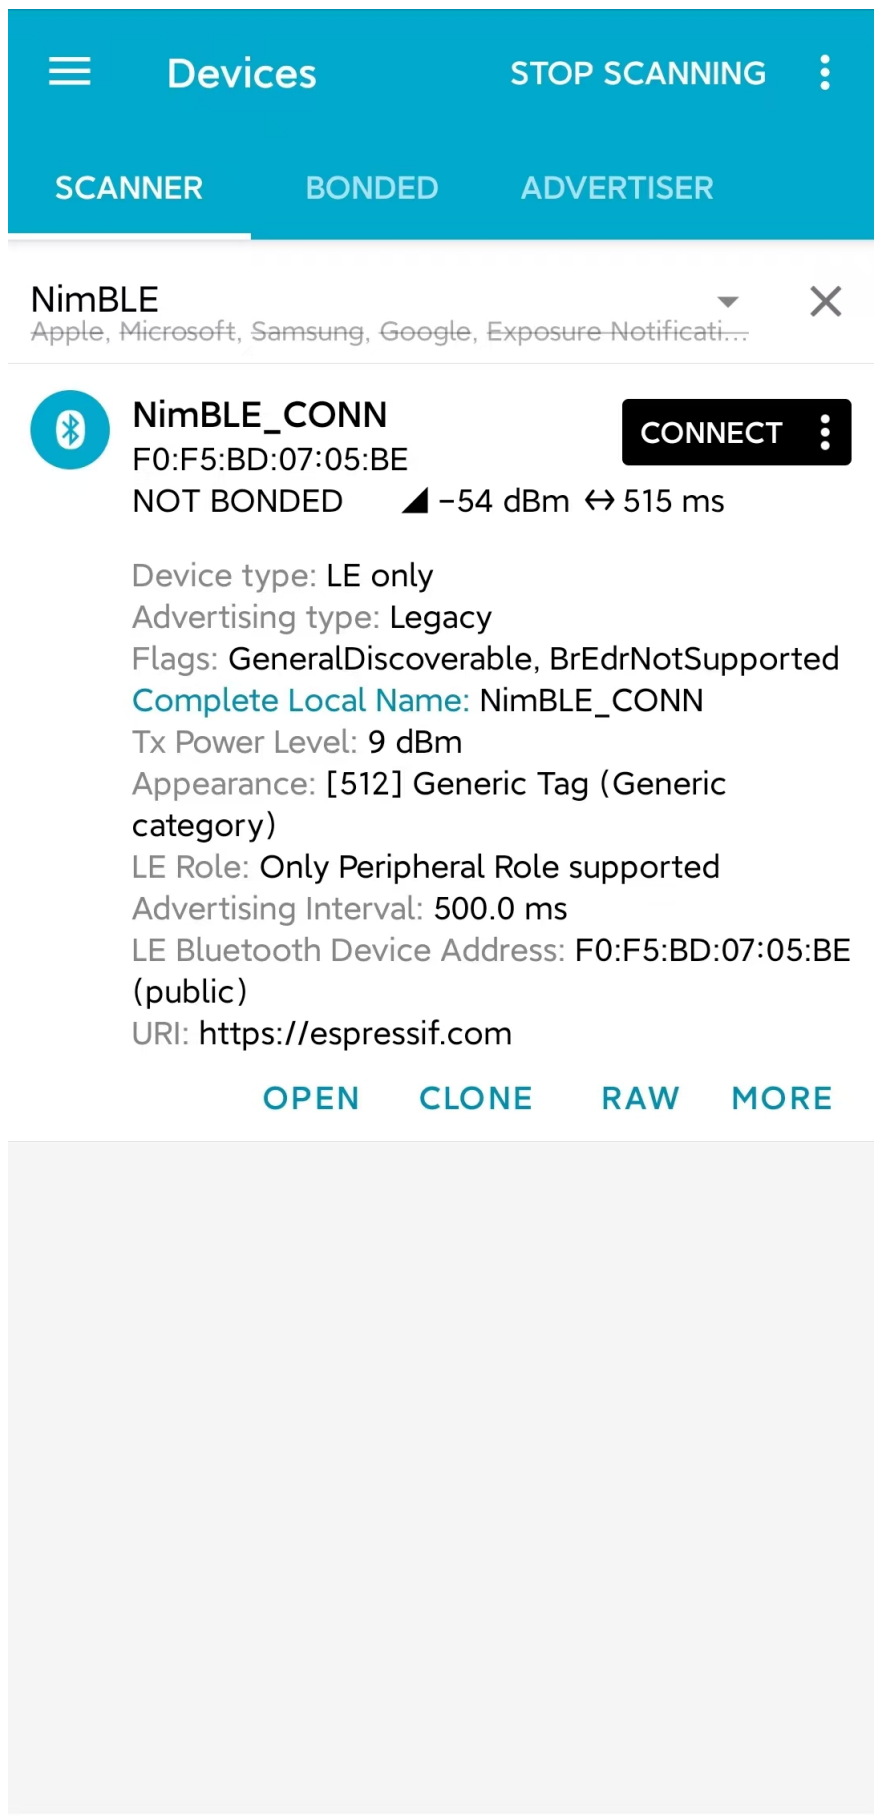 Devices STOP SCANNING
SCANNER BONDED ADVERTISER
NimBLE
Apple, Microsoft, Samsung, Google, Exposure Notificati...
NimBLE_CONN
CONNECT
F0:F5:BD:07:05:BE
NOT BONDED -54 dBm ↔ 515 ms
Device type: LE only
Advertising type: Legacy
Flags: GeneralDiscoverable, BrEdrNotSupported
Complete Local Name: NimBLE_CONN
Tx Power Level: 9 dBm
Appearance: [512] Generic Tag (Generic
category)
LE Role: Only Peripheral Role supported
Advertising Interval: 500.0 ms
LE Bluetooth Device Address: F0:F5:BD:07:05:BE
(public)
URI: https://espressif.com
OPEN CLONE RAW MORE